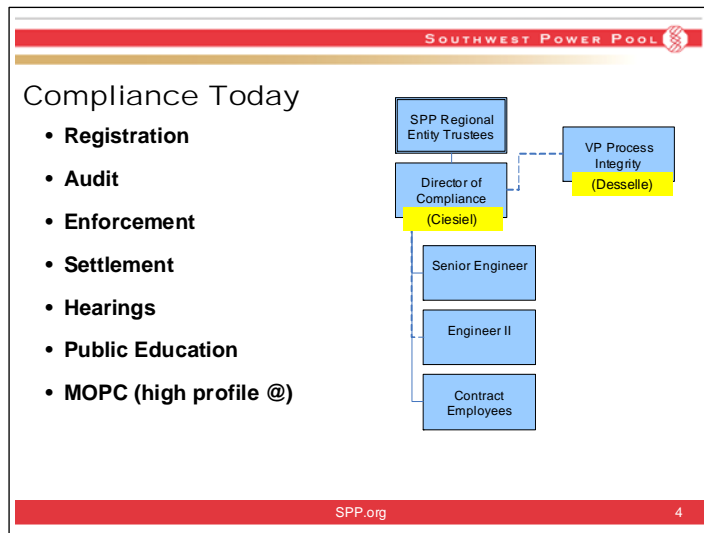 SOUTHWEST POWER POOL
Compliance Today
• Registration
• Audit
• Enforcement
• Settlement
• Hearings
• Public Education
• MOPC (high profile @)
SPP Regional
Entity Trustees
VP Process
Integrity
(Desselle)
Director of
Compliance
(Ciesiel)
Senior Engineer
Engineer II
Contract
Employees
SPP.org
4